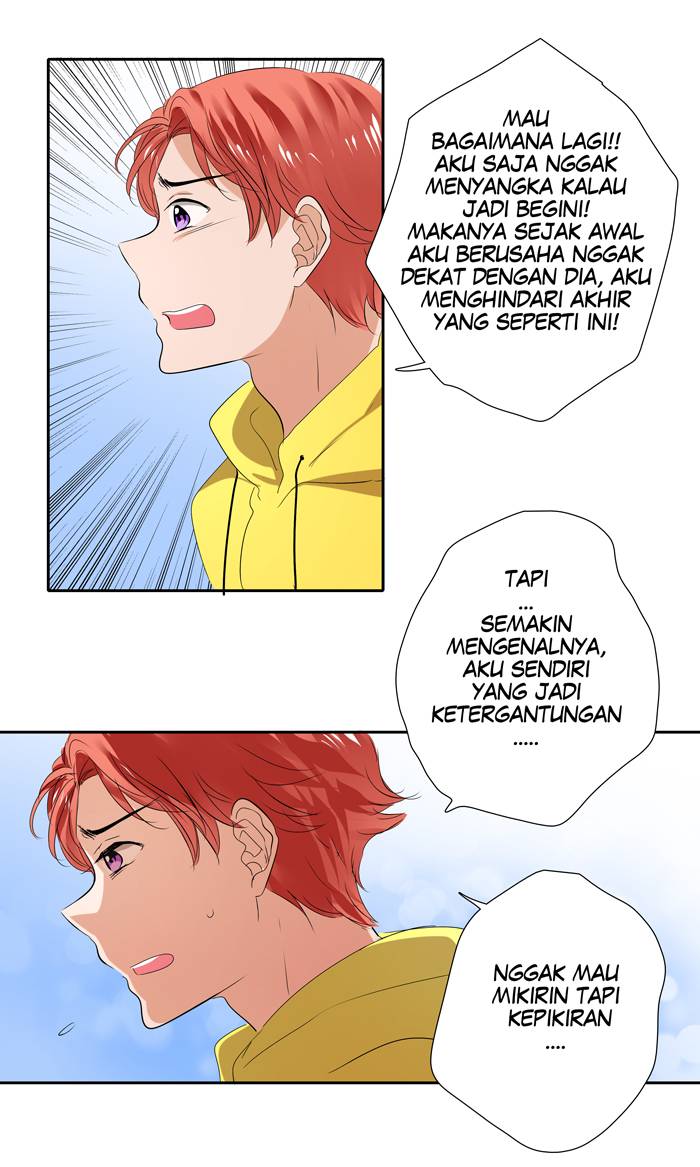 MAU
BAGAIMANA LAGI!!
AKU SAJA NGGAK
MENYANGKA KALAU
JADI BEGINI!
MAKANYA SEJAK AWAL
AKU BERUSAHA NGGAK
DEKAT DENGAN DIA, AKU
MENGHINDARI AKHIR
YANG SEPERTI INI!
TAPI
...
SEMAKIN
MENGENALNYA,
AKU SENDIRI
YANG JADI
KETERGANTUNGAN
.....
NGGAK MAU
MIKIRIN TAPI
KEPIKIRAN
....